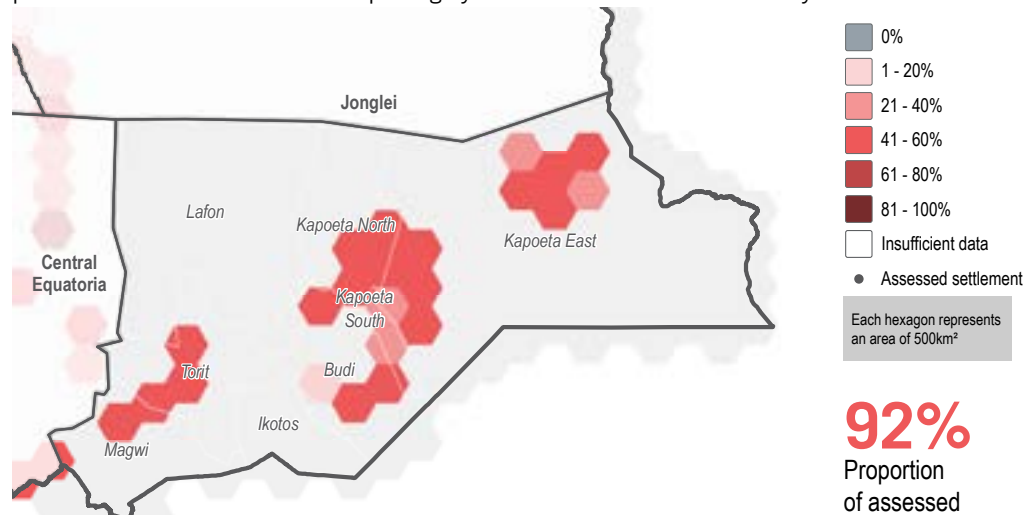 Jonglei
Lafon
Kapoeta North
Kapoeta East
Central
Equatoria
Kapoeta
South
Torit
Budi
Ikotos
Magwi
0%
1 - 20%
21 - 40%
41 - 60%
61 - 80%
81 - 100%
Insufficient data
Assessed settlement
Each hexagon represents
an area of 500km²
92%
Proportion
of assessed